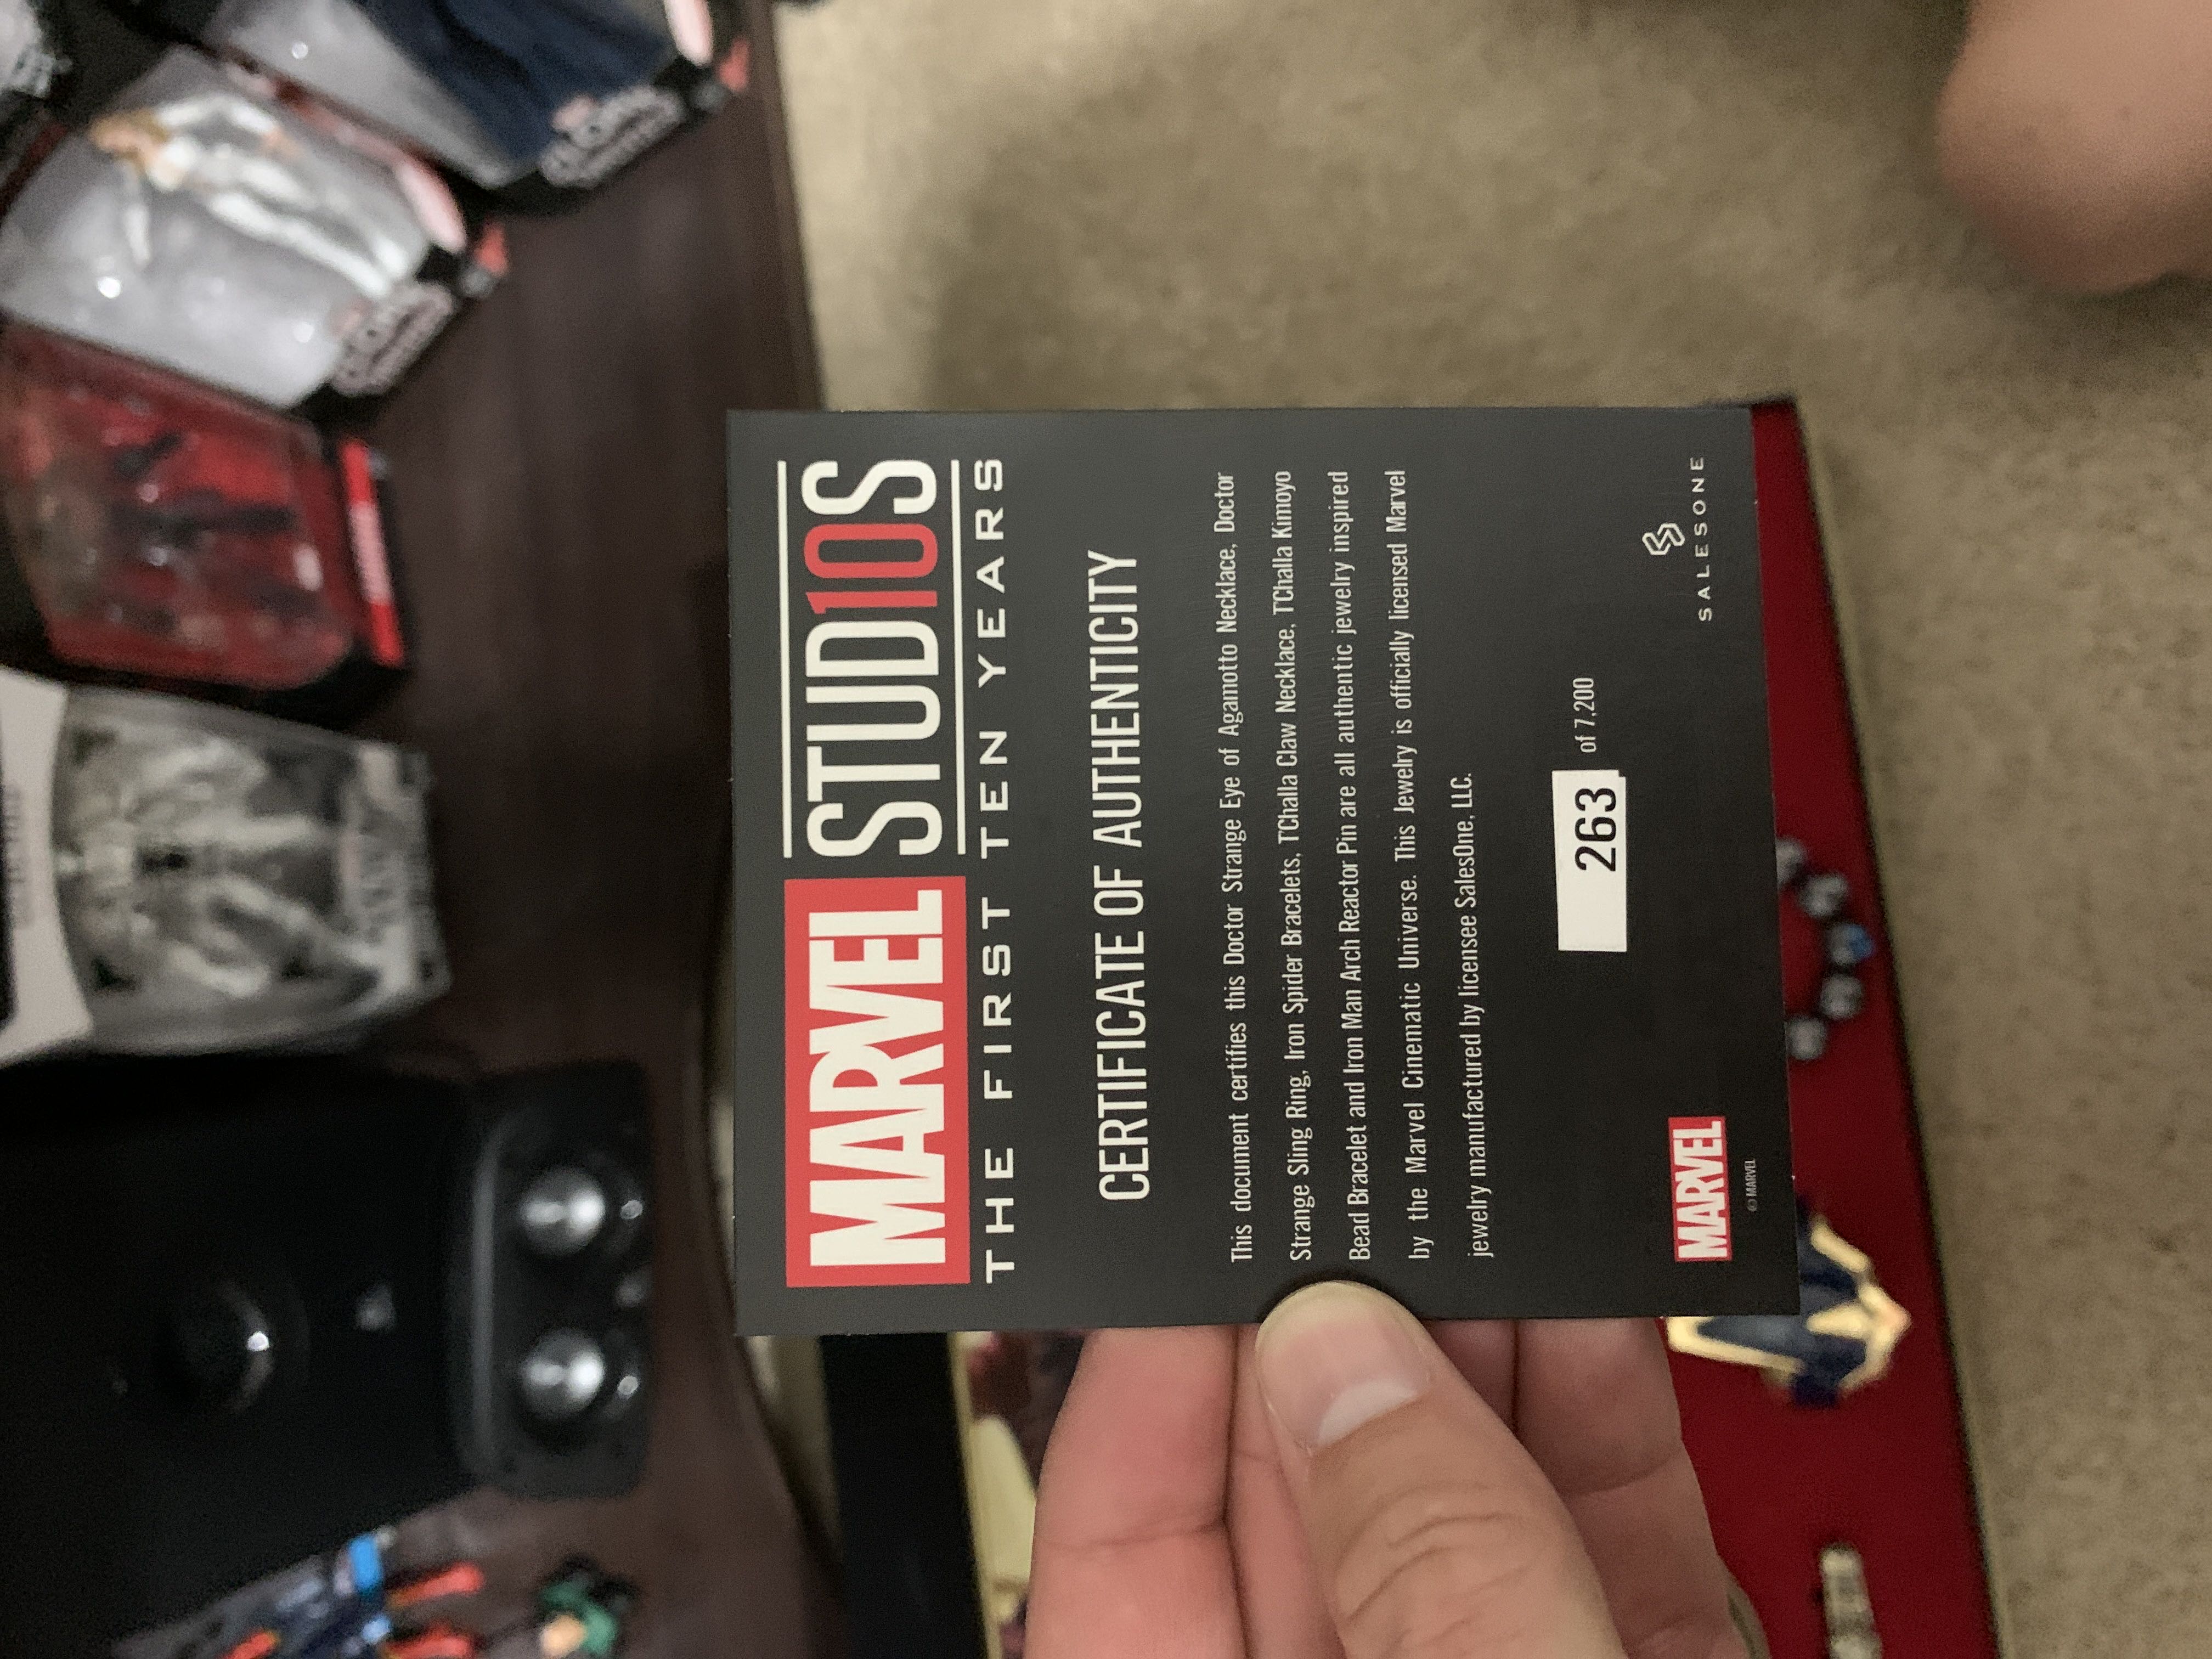 MARVEL STUD10S
THE FIRST TEN YEARS
CERTIFICATE OF AUTHENTICITY
This document certifies this Doctor Strange Eye of Agamotto Necklace, Doctor
Strange Sling Ring, Iron Spider Bracelets, TChalla Claw Necklace, TChalla Kimoyo
Bead Bracelet and Iron Man Arch Reactor Pin are all authentic jewelry inspired
by the Marvel Cinematic Universe. This Jewelry is officially licensed Marvel
jewelry manufactured by licensee SalesOne, LLC.
263 of 7,200
MARVEL
© MARVEL
SALESONE